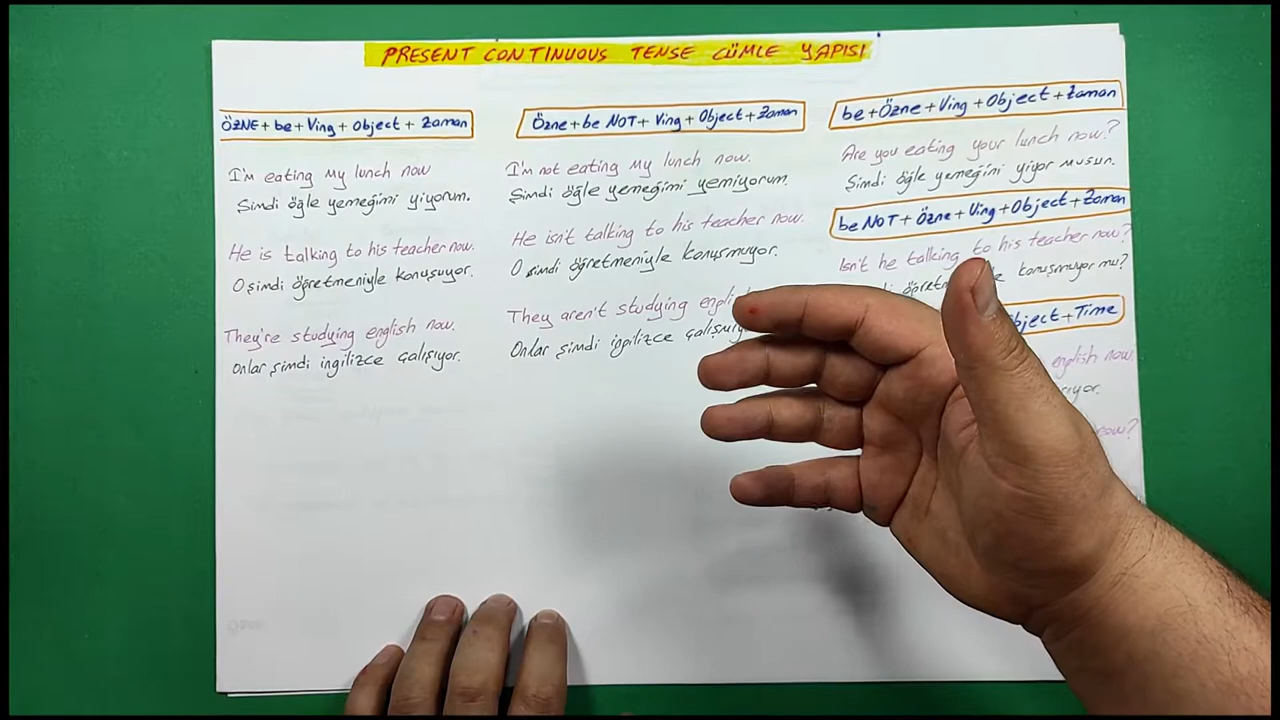 PRESENT CONTINUOUS TENSE CÜMLE YAPISI
ÖZNE + be + Ving + Object + Zaman
I'm eating my lunch now
Şimdi öğle yemeğimi yiyorum.
He is talking to his teacher now.
O şimdi öğretmeniyle konuşuyor.
They're studying english now.
Onlar şimdi ingilizce çalışıyor.
Özne + be NOT + Ving + Object + Zaman
I'm not eating my lunch now.
Şimdi öğle yemeğimi yemiyorum.
He isn't talking to his teacher now.
O şimdi öğretmeniyle konuşmuyor.
They aren't studying
Onlar şimdi ingilizce
be + Özne + Ving + Object + Zaman
Are you eating your lunch now?
Şimdi öğle yemeğini yiyor musun.
be NOT + Özne + Ving + Object + Zaman
Isn't he talking to his teacher now?
konuşmuyor mu?
Object + Time
english now.
now?